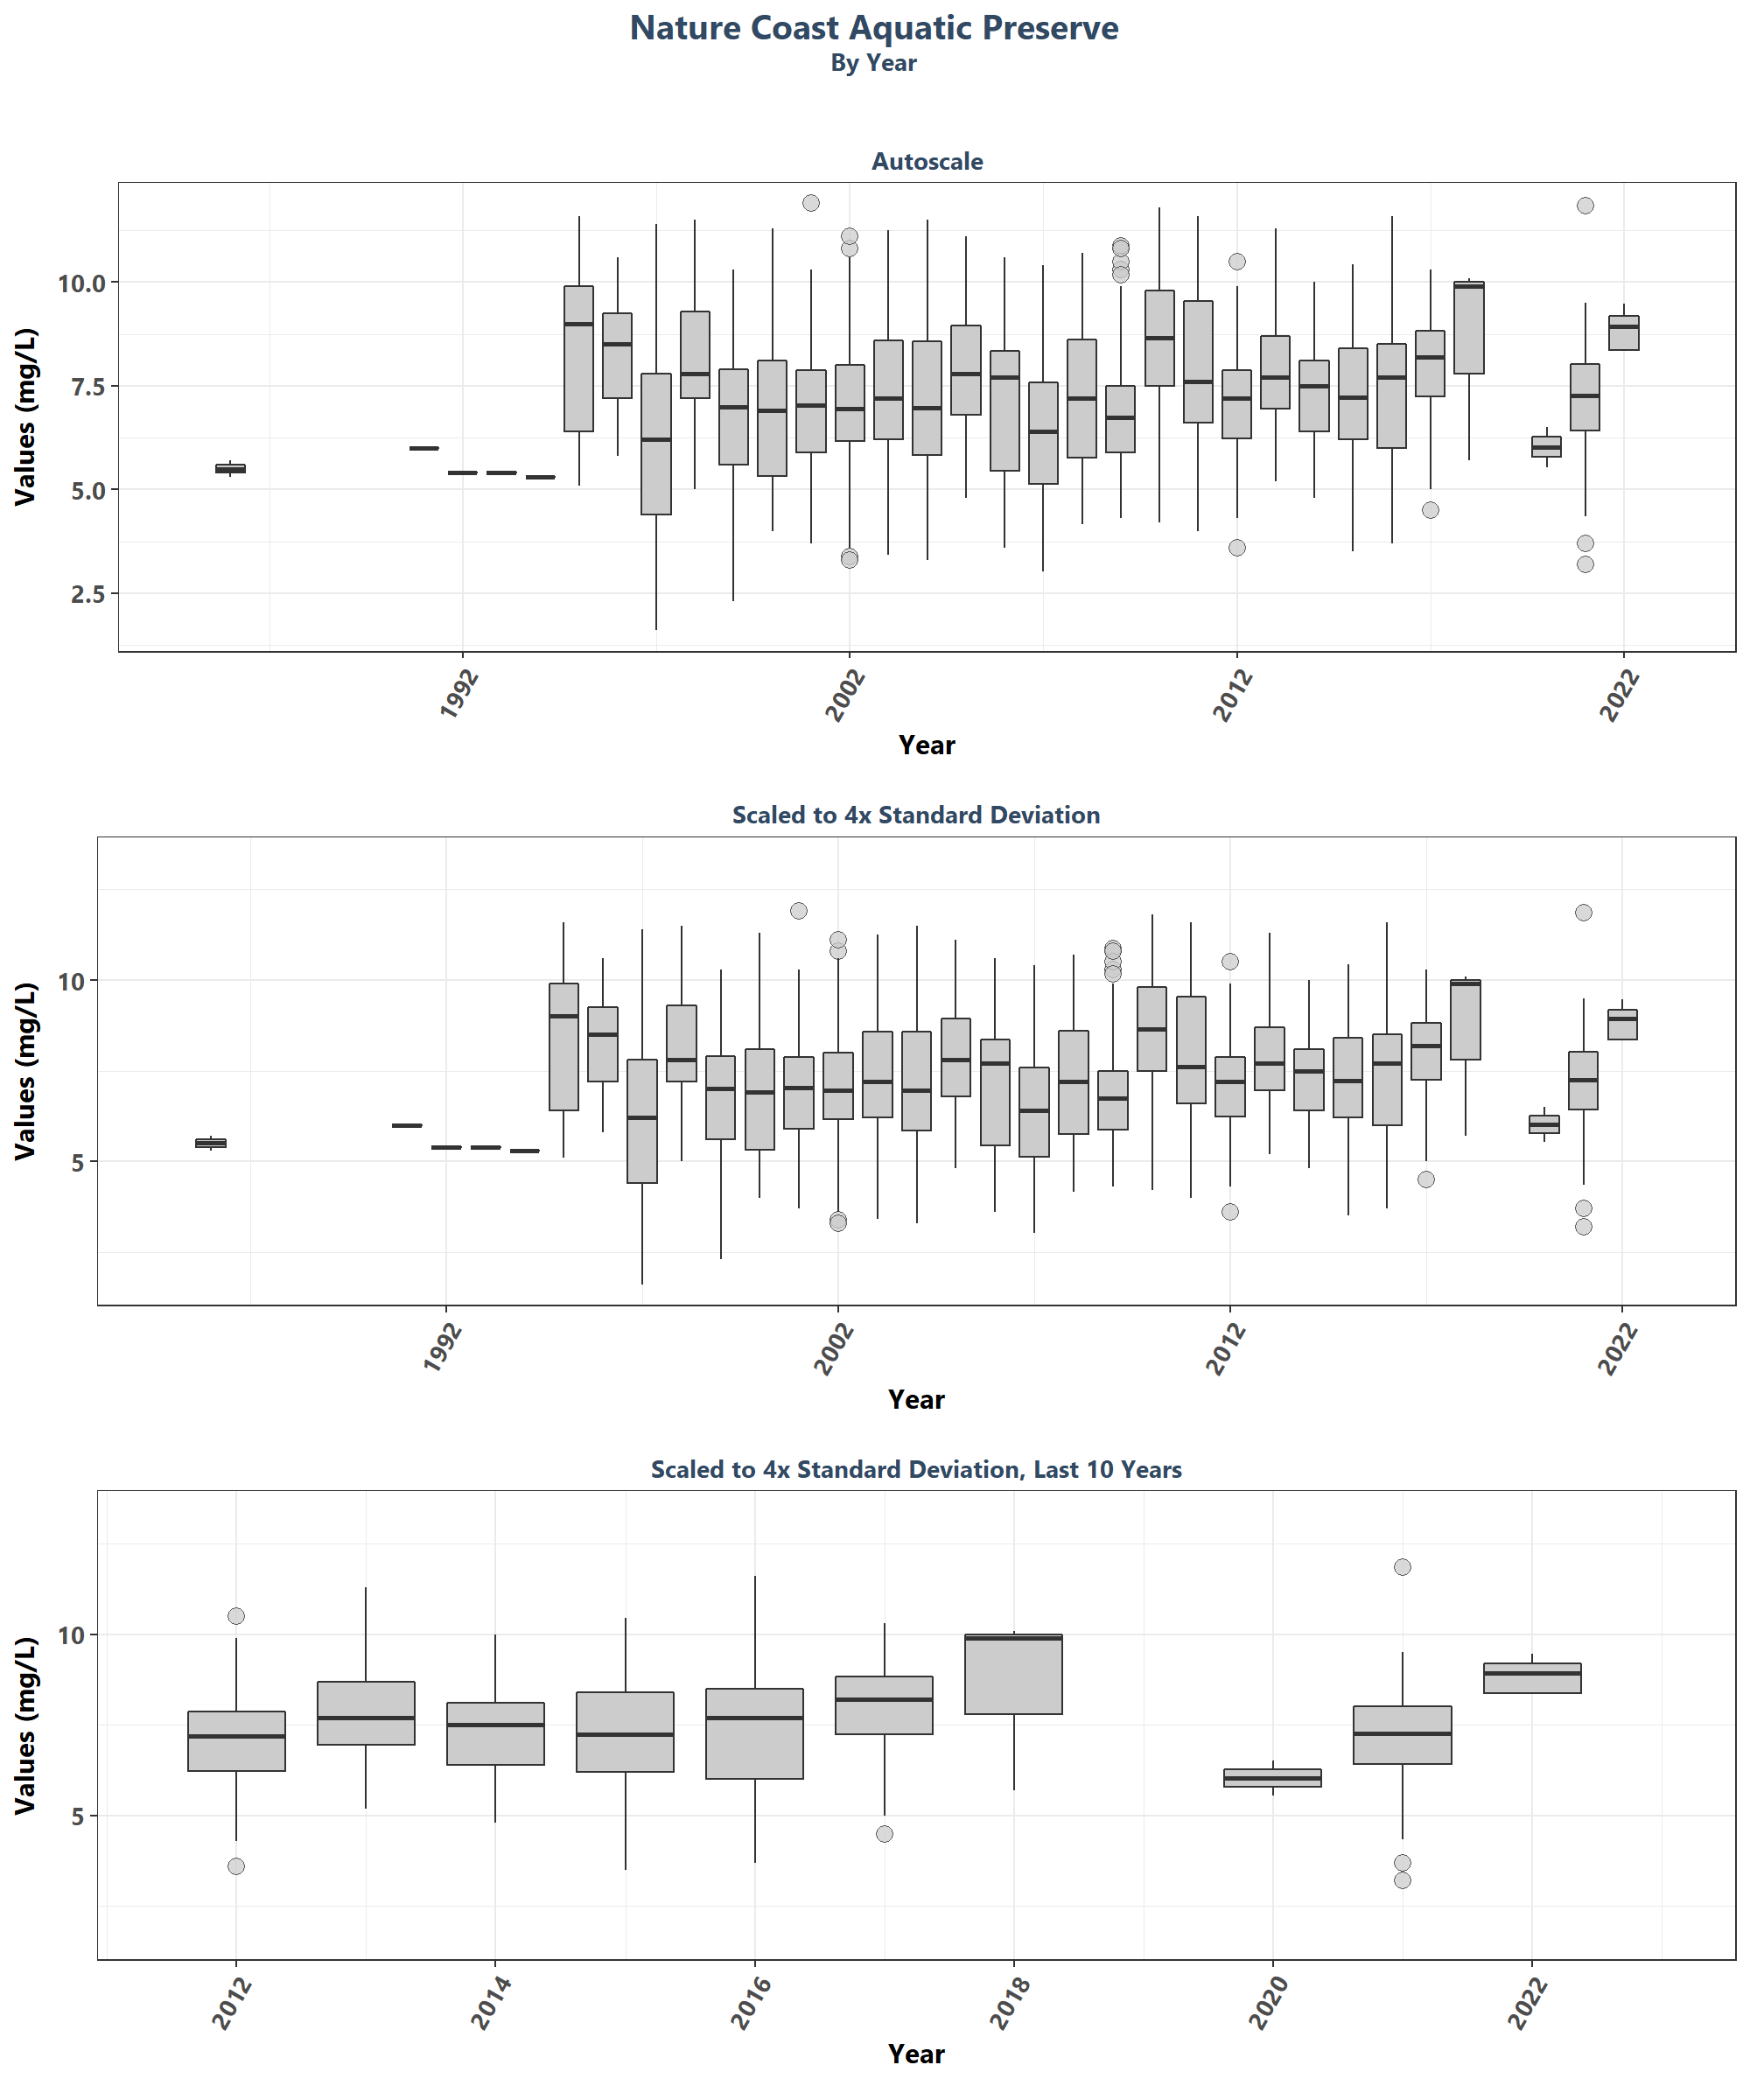 Nature Coast Aquatic Preserve
By Year
Autoscale
Values (mg/L)
10.0
7.5
5.0
2.5
1992 2002 2012 2022
Year
Scaled to 4x Standard Deviation
Values (mg/L)
10
5
1992 2002 2012 2022
Year
Scaled to 4x Standard Deviation, Last 10 Years
Values (mg/L)
10
5
2012 2014 2016 2018 2020 2022
Year